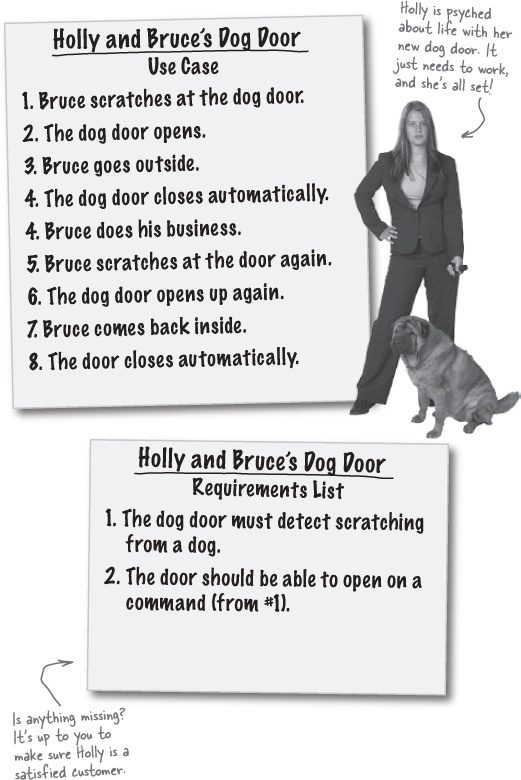 Holly and Bruce's Dog Door
Use Case
1. Bruce scratches at the dog door.
2. The dog door opens.
3. Bruce goes outside.
4. The dog door closes automatically.
4. Bruce does his business.
5. Bruce scratches at the door again.
6. The dog door opens up again.
7. Bruce comes back inside.
8. The door closes automatically.
Holly is psyched
about life with her
new dog door. It
just needs to work,
and she's all set!
Holly and Bruce's Dog Door
Requirements List
1. The dog door must detect scratching
from a dog.
2. The door should be able to open on a
command (from #1).
Is anything missing?
It's up to you to
make sure Holly is a
satisfied customer.